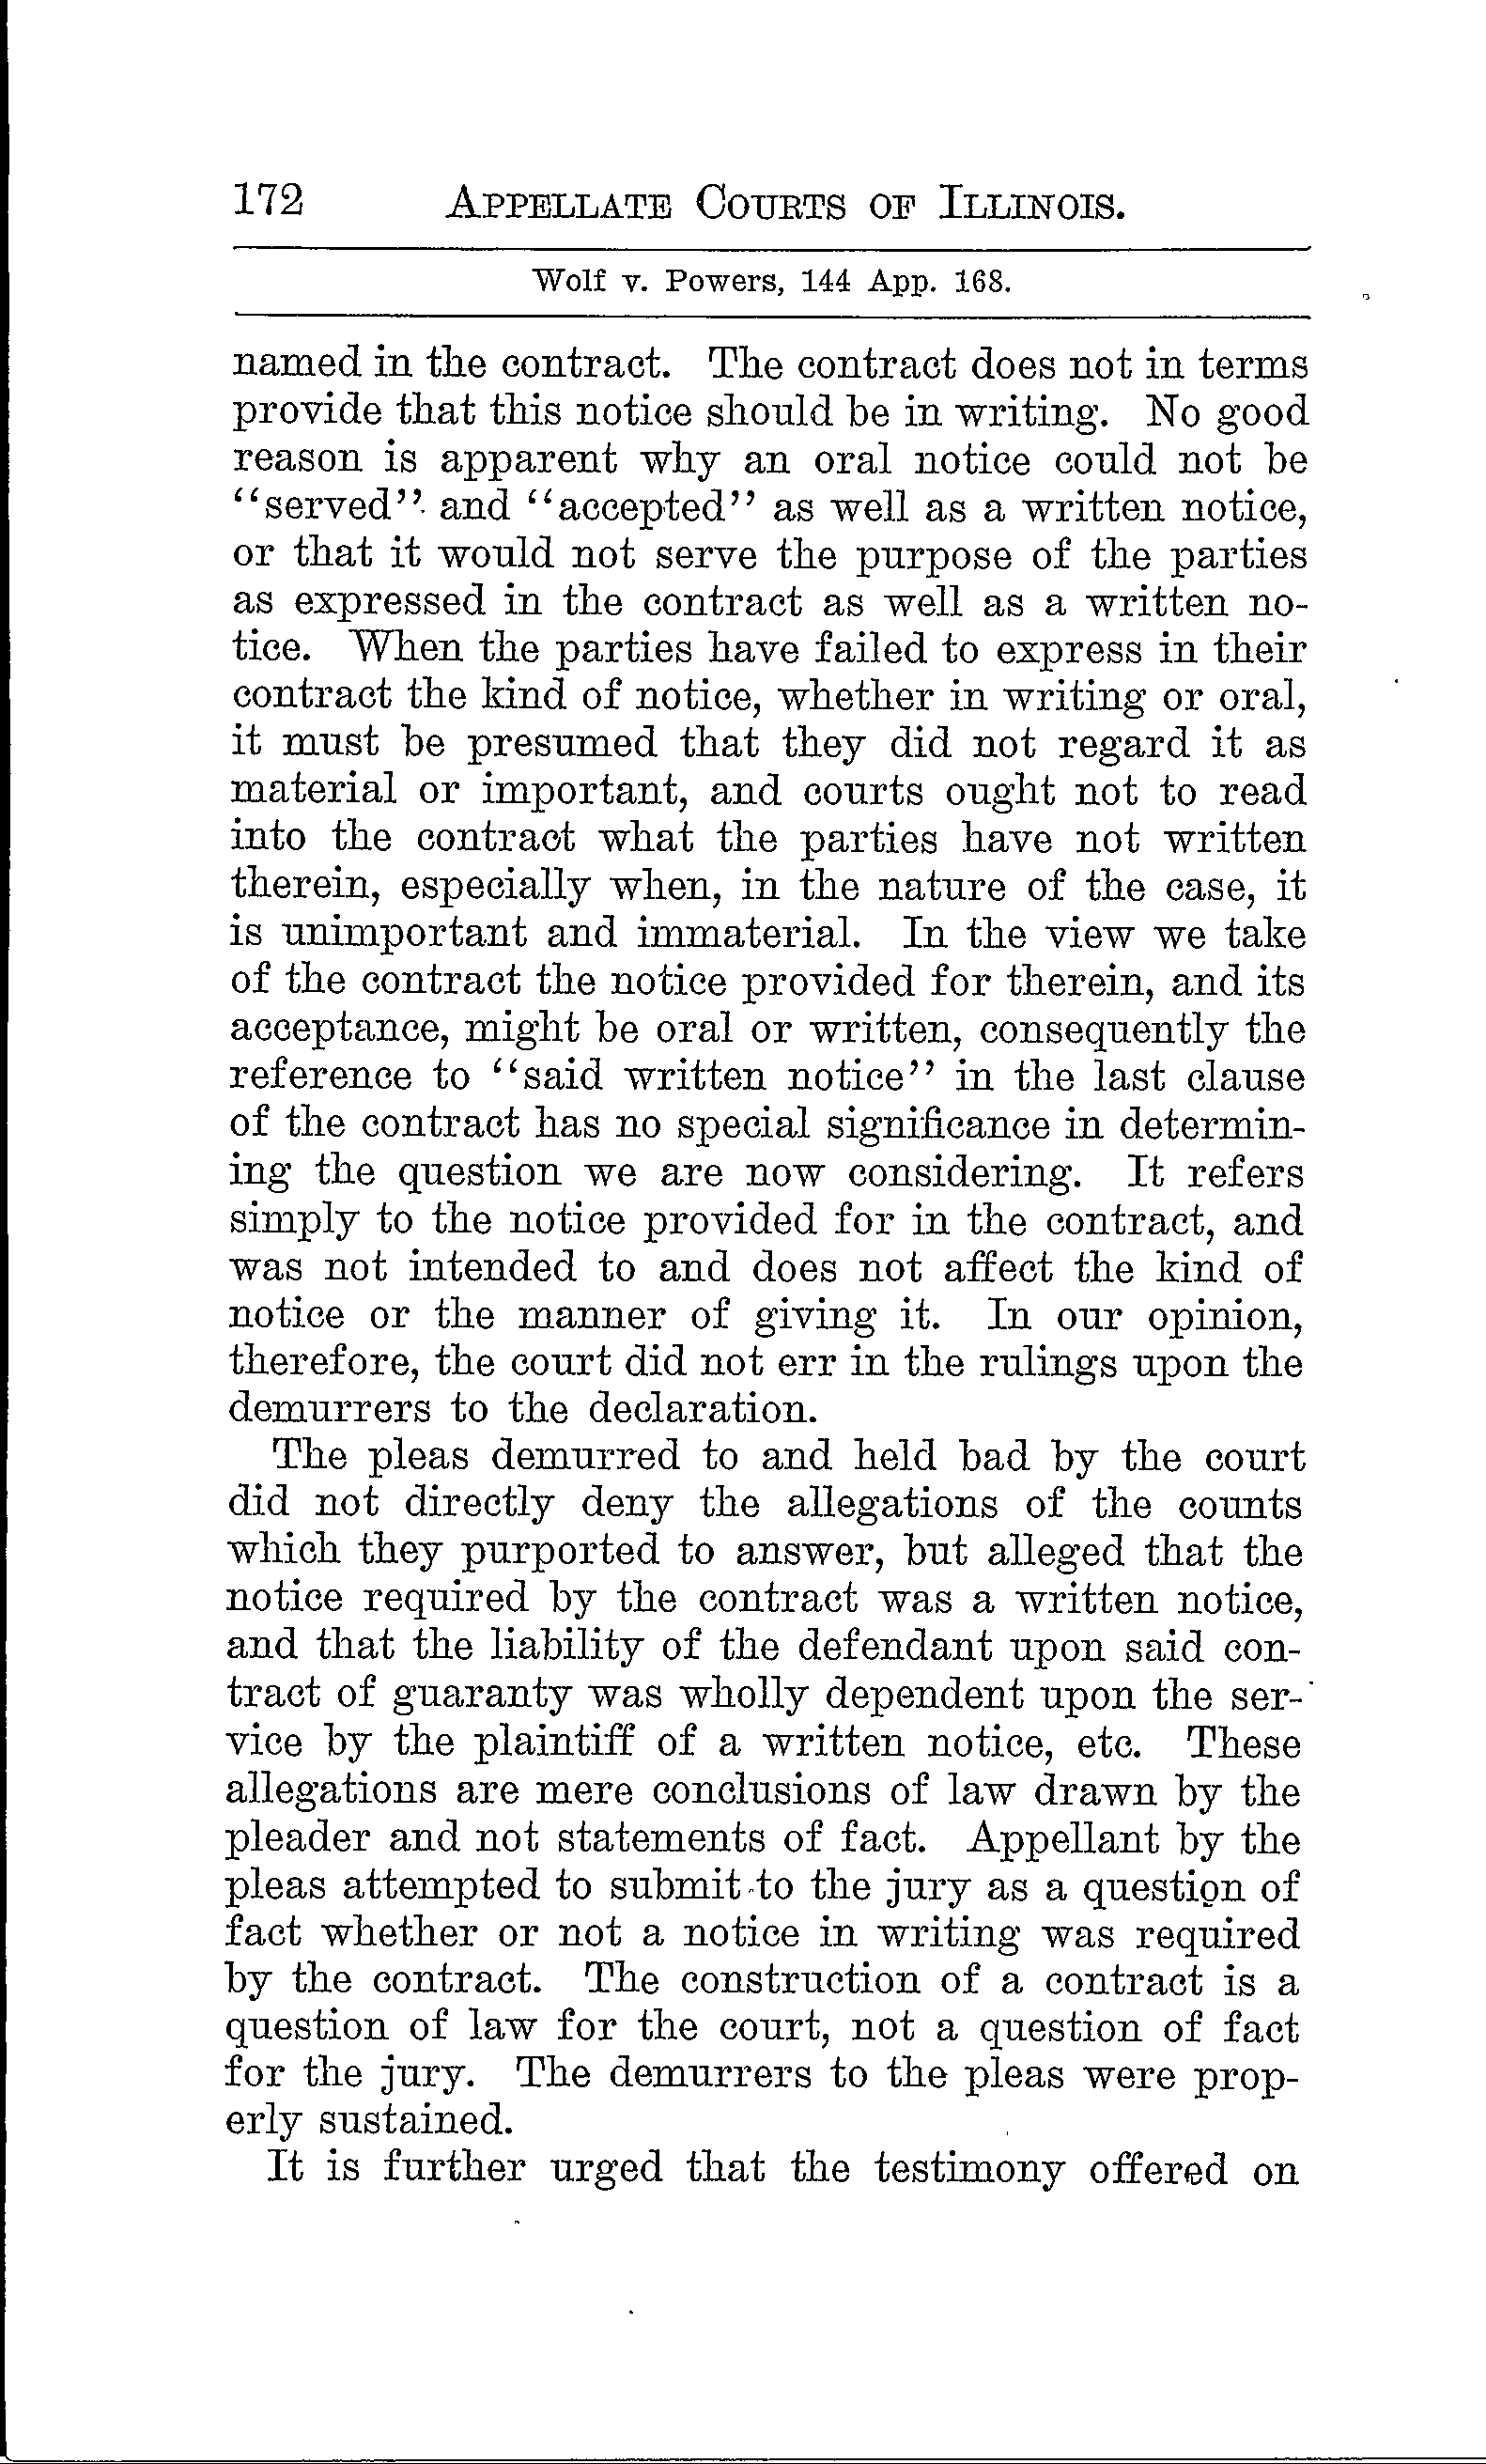 172 APPELLATE COURTS OF ILLINOIS.
Wolf v. Powers, 144 App. 168.
named in the contract. The contract does not in terms
provide that this notice should be in writing. No good
reason is apparent why an oral notice could not be
“served” and “accepted” as well as a written notice,
or that it would not serve the purpose of the parties
as expressed in the contract as well as a written no-
tice. When the parties have failed to express in their
contract the kind of notice, whether in writing or oral,
it must be presumed that they did not regard it as
material or important, and courts ought not to read
into the contract what the parties have not written
therein, especially when, in the nature of the case, it
is unimportant and immaterial. In the view we take
of the contract the notice provided for therein, and its
acceptance, might be oral or written, consequently the
reference to “said written notice” in the last clause
of the contract has no special significance in determin-
ing the question we are now considering. It refers
simply to the notice provided for in the contract, and
was not intended to and does not affect the kind of
notice or the manner of giving it. In our opinion,
therefore, the court did not err in the rulings upon the
demurrers to the declaration.
The pleas demurred to and held bad by the court
did not directly deny the allegations of the counts
which they purported to answer, but alleged that the
notice required by the contract was a written notice,
and that the liability of the defendant upon said con-
tract of guaranty was wholly dependent upon the ser-
vice by the plaintiff of a written notice, etc. These
allegations are mere conclusions of law drawn by the
pleader and not statements of fact. Appellant by the
pleas attempted to submit to the jury as a question of
fact whether or not a notice in writing was required
by the contract. The construction of a contract is a
question of law for the court, not a question of fact
for the jury. The demurrers to the pleas were prop-
erly sustained.
It is further urged that the testimony offered on